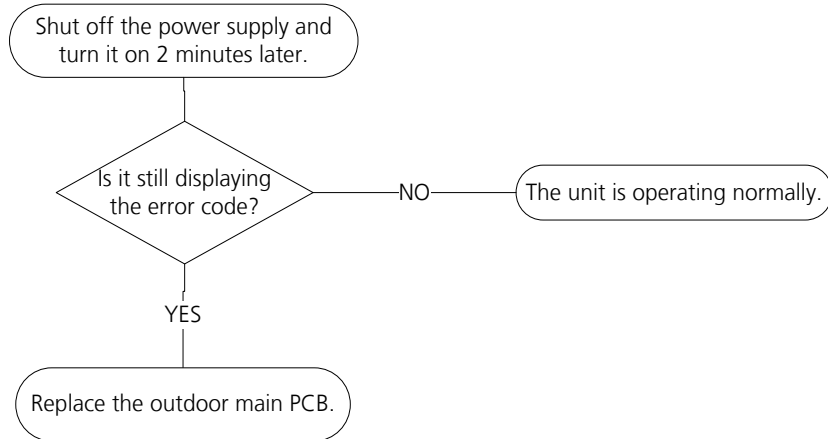 Shut off the power supply and
turn it on 2 minutes later.
Is it still displaying
the error code?
NO
The unit is operating normally.
YES
Replace the outdoor main PCB.